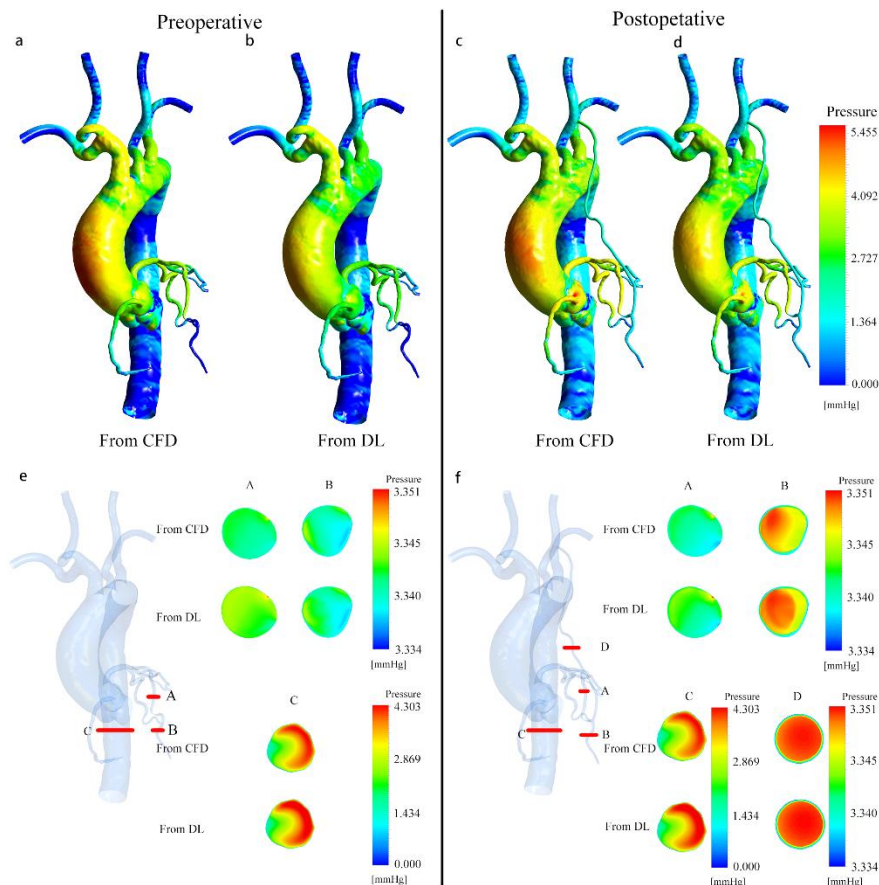 Preoperative
Postopetative
a
b
c
d
Pressure
5.455
4.092
2.727
1.364
0.000
[mmHg]
From CFD
From DL
From CFD
From DL
e
A
B
Pressure
3.351
From CFD
3.345
From DL
3.340
3.334
[mmHg]
A
B
C
C
Pressure
4.303
From CFD
2.869
1.434
From DL
0.000
[mmHg]
f
A
B
Pressure
3.351
From CFD
3.345
From DL
3.340
3.334
[mmHg]
D
A
B
C
C
Pressure
4.303
D
Pressure
3.351
From CFD
2.869
3.345
1.434
3.340
From DL
0.000
3.334
[mmHg]
[mmHg]